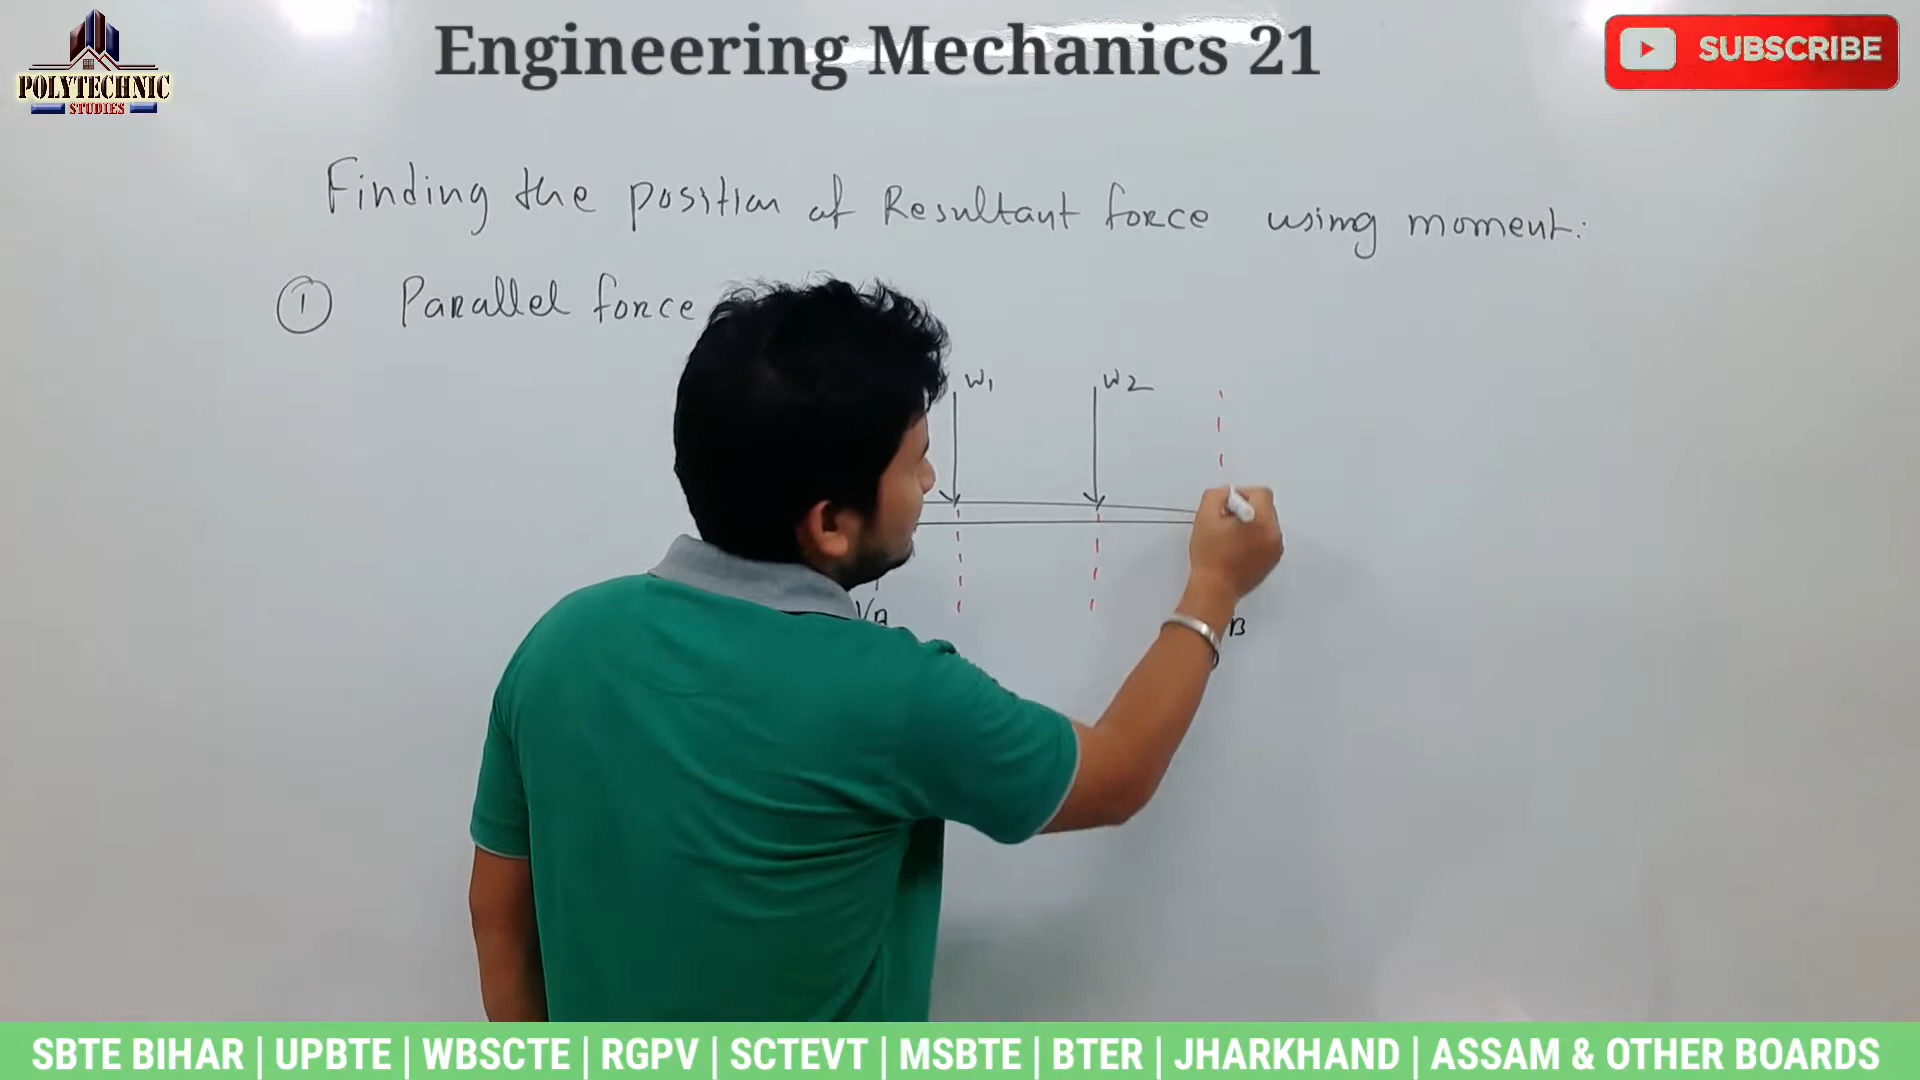 Engineering Mechanics 21
POLYTECHNIC
STUDIES
SUBSCRIBE
Finding the position of Resultant force using moment:
① Parallel force
W1
W2
VA
B
SBTE BIHAR | UPBTE | WBSCTE | RGPV | SCTEVT | MSBTE | BTER | JHARKHAND | ASSAM & OTHER BOARDS